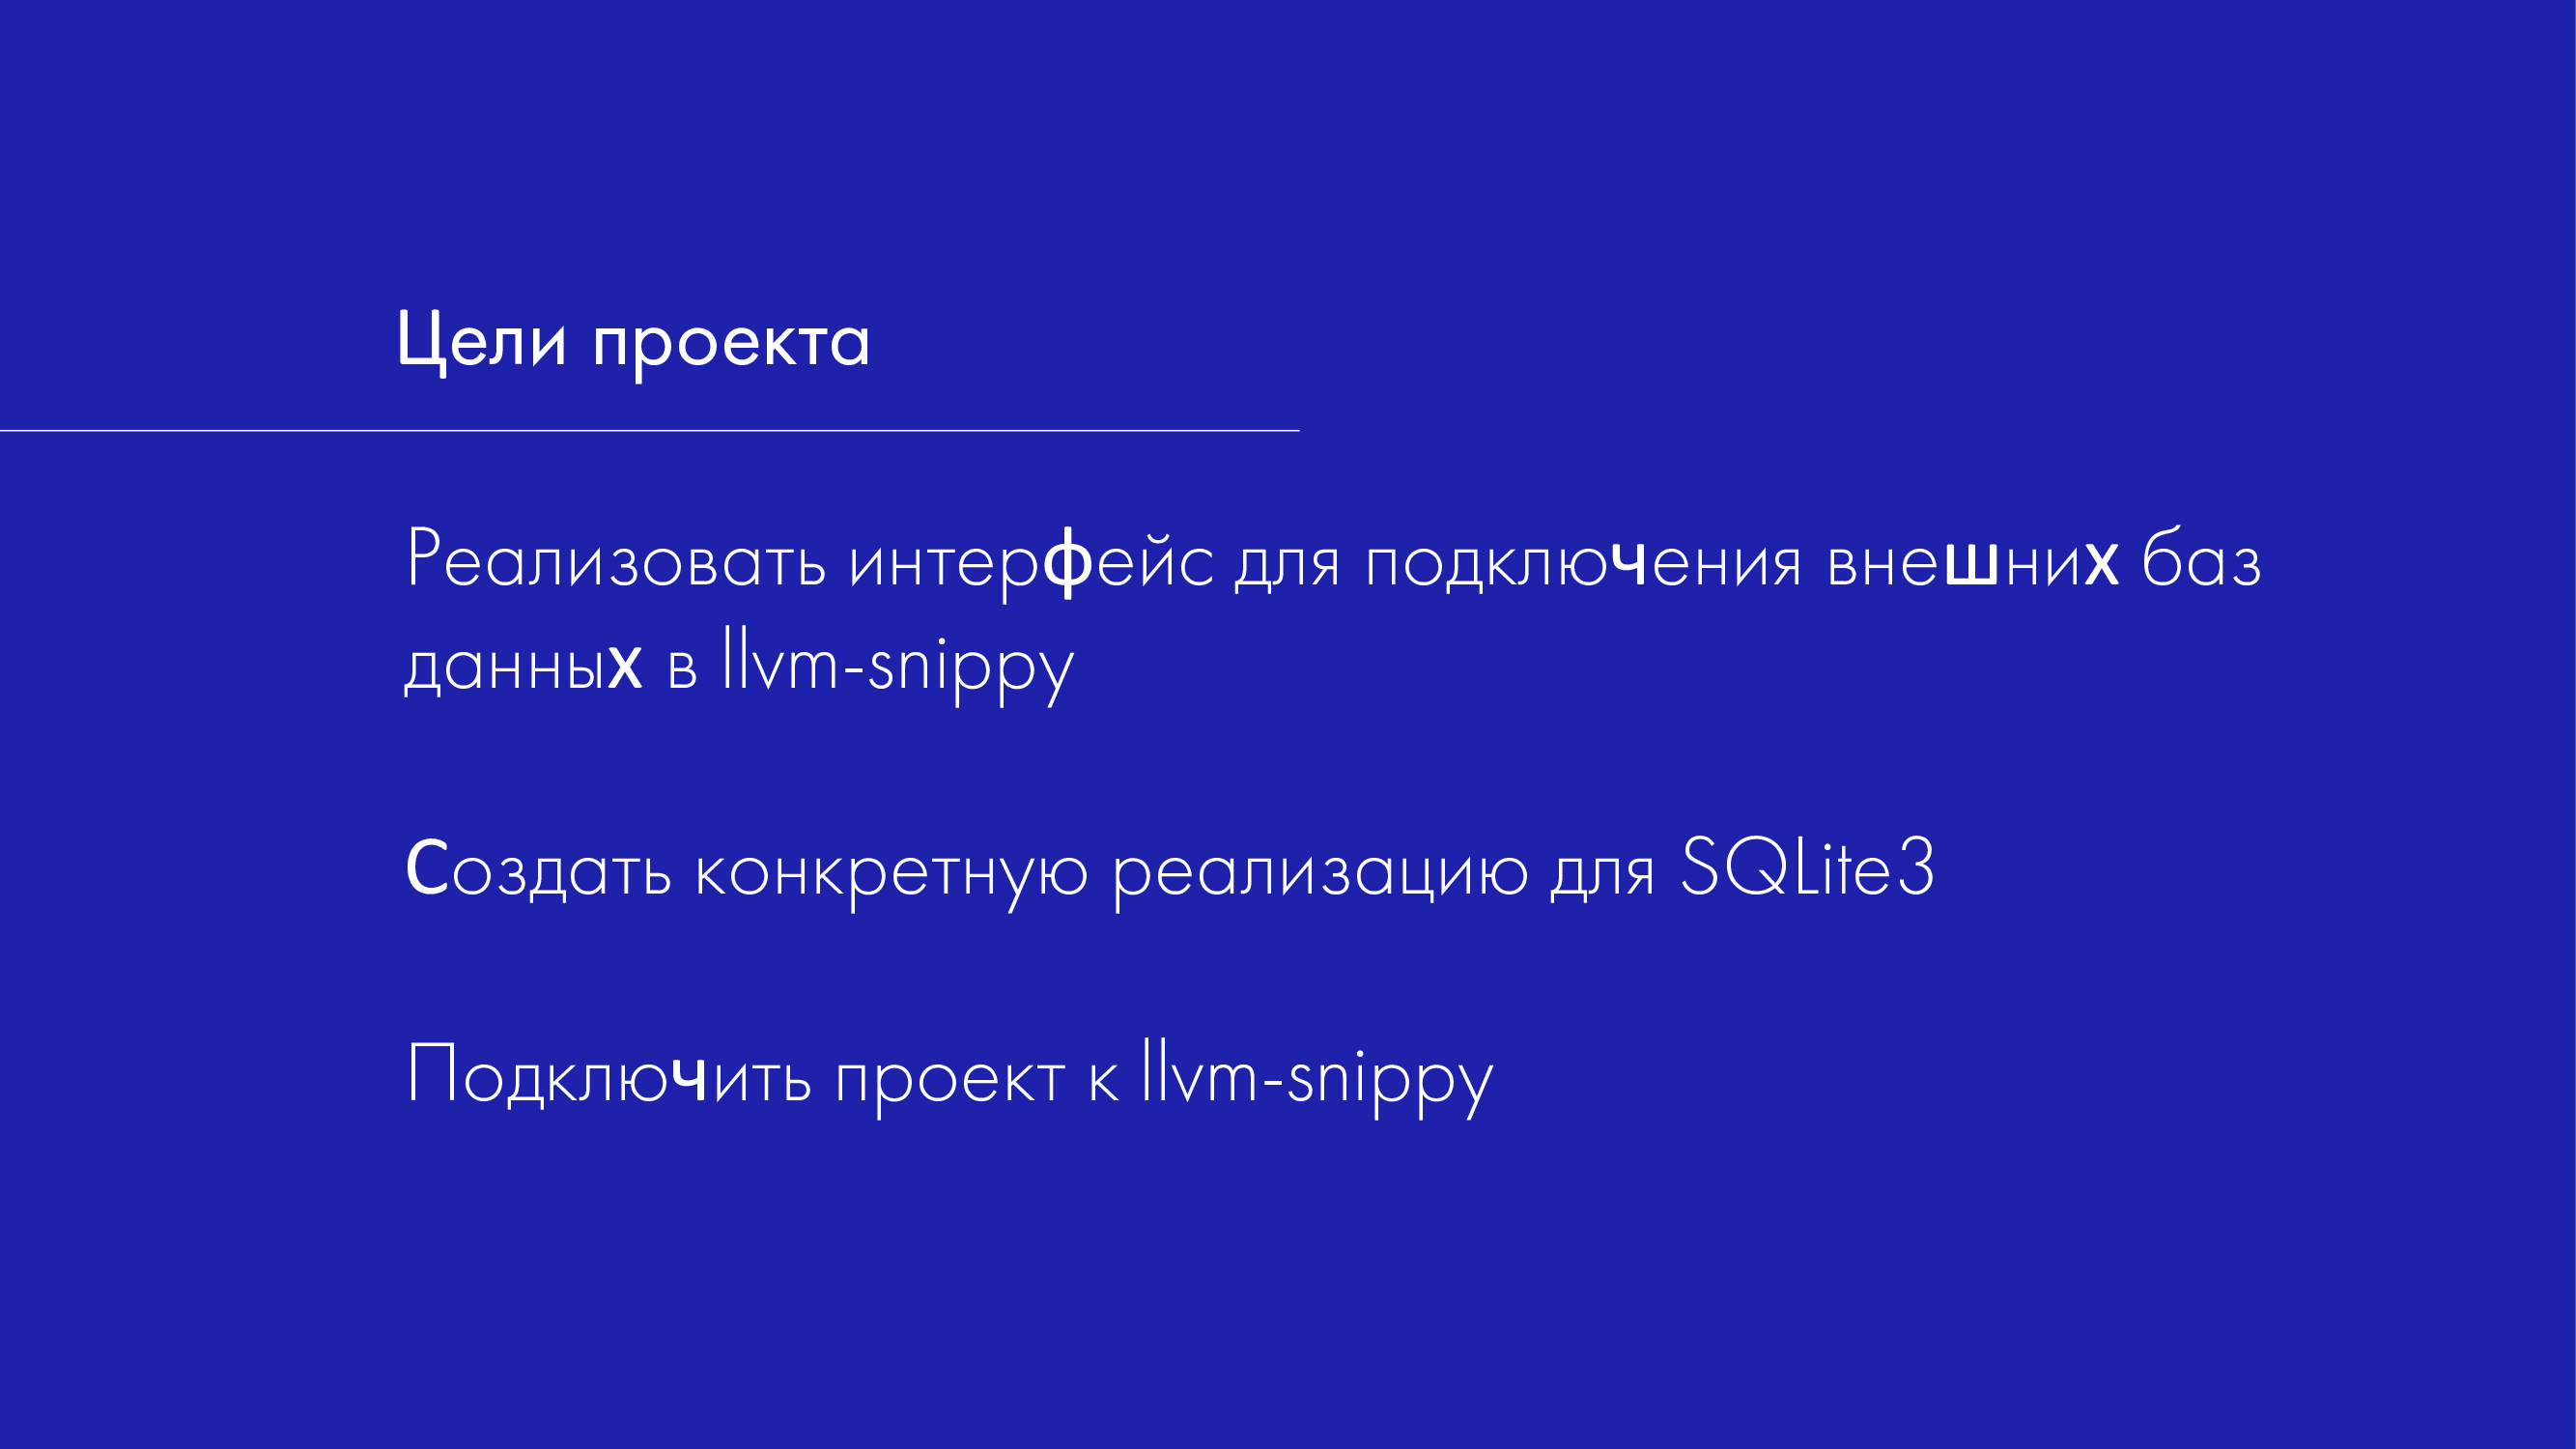 Цели проекта
Реализовать интерфейс для подключения внешних баз
данных в llvm-snippy
Создать конкретную реализацию для SQLite3
Подключить проект к llvm-snippy